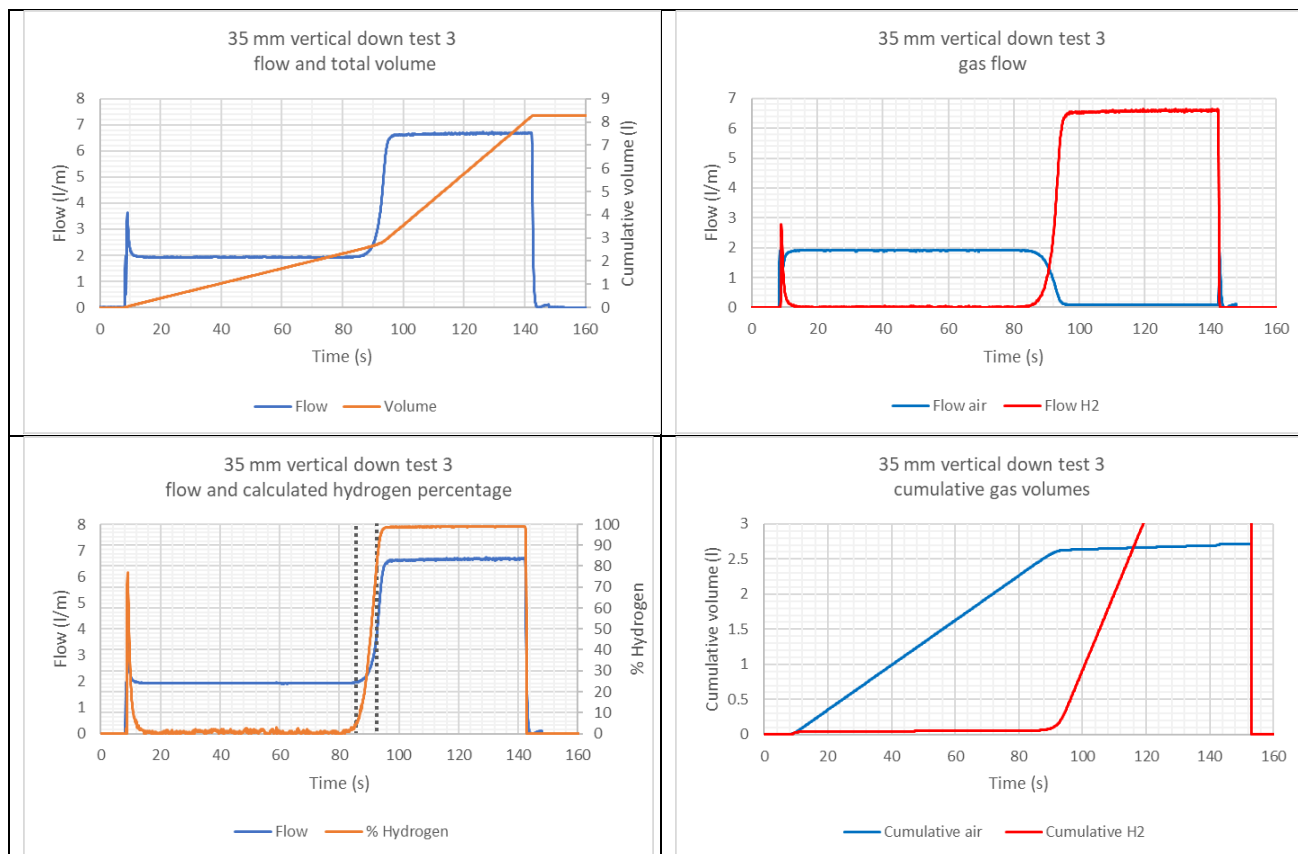 35 mm vertical down test 3
flow and total volume
Flow (l/m)
8
7
6
5
4
3
2
1
0
9
8
7
6
5
4
3
2
1
0
Cumulative volume (l)
0 20 40 60 80 100 120 140 160
Time (s)
Flow Volume
35 mm vertical down test 3
gas flow
Flow (l/m)
7
6
5
4
3
2
1
0
0 20 40 60 80 100 120 140 160
Time (s)
Flow air Flow H2
35 mm vertical down test 3
flow and calculated hydrogen percentage
Flow (l/m)
8
7
6
5
4
3
2
1
0
100
90
80
70
60
50
40
30
20
10
0
% Hydrogen
0 20 40 60 80 100 120 140 160
Time (s)
Flow % Hydrogen
35 mm vertical down test 3
cumulative gas volumes
Cumulative volume (l)
3
2.5
2
1.5
1
0.5
0
0 20 40 60 80 100 120 140 160
Time (s)
Cumulative air Cumulative H2